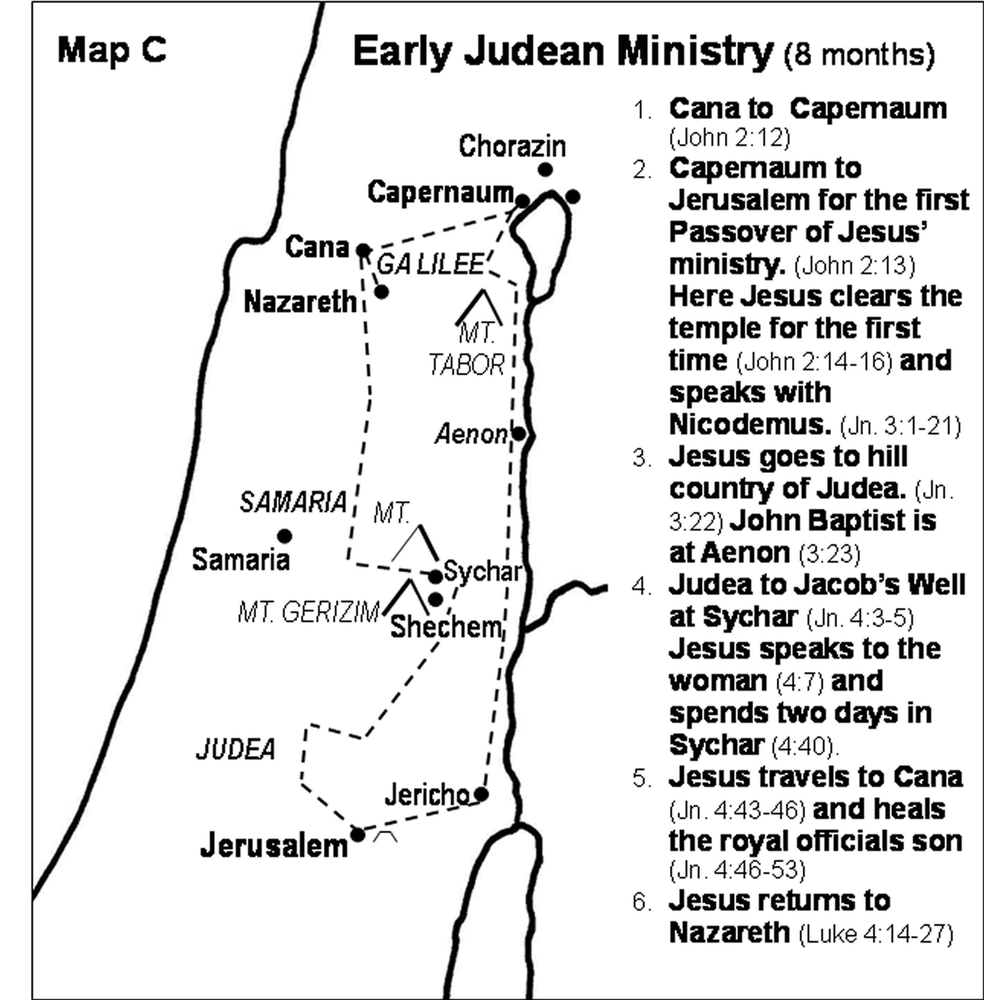 Map C
Early Judean Ministry (8 months)
Chorazin
Capernaum
Cana
GALILEE
Nazareth
MT.
TABOR
Aenon
SAMARIA
MT.
Samaria
Sychar
MT. GERIZIM
Shechem
JUDEA
Jericho
Jerusalem
1. Cana to Capernaum
(John 2:12)
2. Capernaum to
Jerusalem for the first
Passover of Jesus’
ministry. (John 2:13)
Here Jesus clears the
temple for the first
time (John 2:14-16) and
speaks with
Nicodemus. (Jn. 3:1-21)
3. Jesus goes to hill
country of Judea. (Jn.
3:22) John Baptist is
at Aenon (3:23)
4. Judea to Jacob’s Well
at Sychar (Jn. 4:3-5)
Jesus speaks to the
woman (4:7) and
spends two days in
Sychar (4:40).
5. Jesus travels to Cana
(Jn. 4:43-46) and heals
the royal officials son
(Jn. 4:46-53)
6. Jesus returns to
Nazareth (Luke 4:14-27)